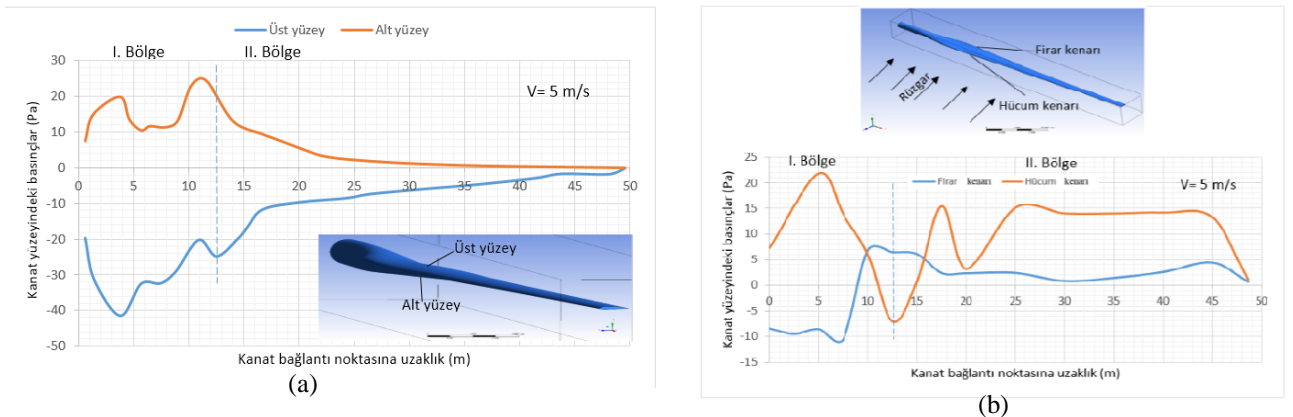 Üst yüzey Alt yüzey
I. Bölge II. Bölge
V= 5 m/s
Kanat yüzeyindeki basınçlar (Pa)
30
20
10
0
-10
-20
-30
-40
-50
0 5 10 15 20 25 30 35 40 45 50
Üst yüzey
Alt yüzey
Kanat bağlantı noktasına uzaklık (m)
(a)
Firar kenarı
Rüzgar
Hücum kenarı
I. Bölge II. Bölge
Firar kenarı Hücum kenarı
V= 5 m/s
Kanat yüzeyindeki basınçlar (Pa)
25
20
15
10
5
0
-5
-10
-15
0 5 10 15 20 25 30 35 40 45 50
Kanat bağlantı noktasına uzaklık (m)
(b)